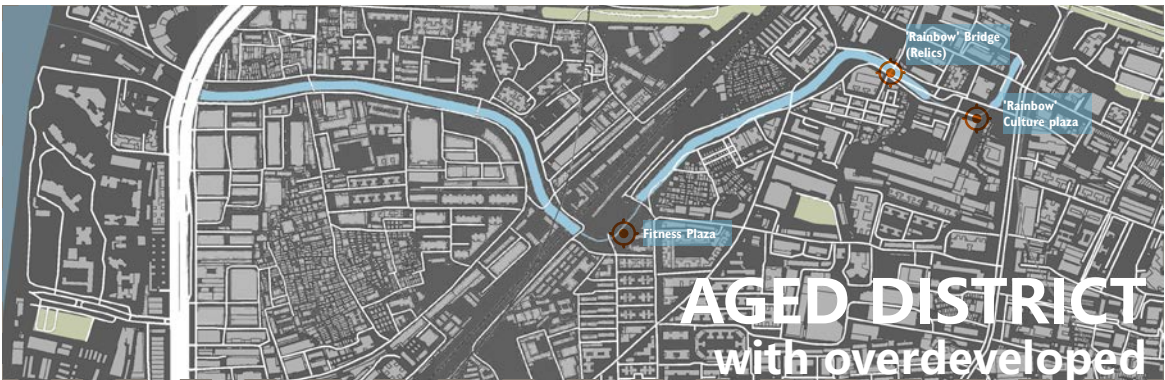 'Rainbow' Bridge
(Relics)
'Rainbow'
Culture plaza
Fitness Plaza
AGED DISTRICT
with overdeveloped